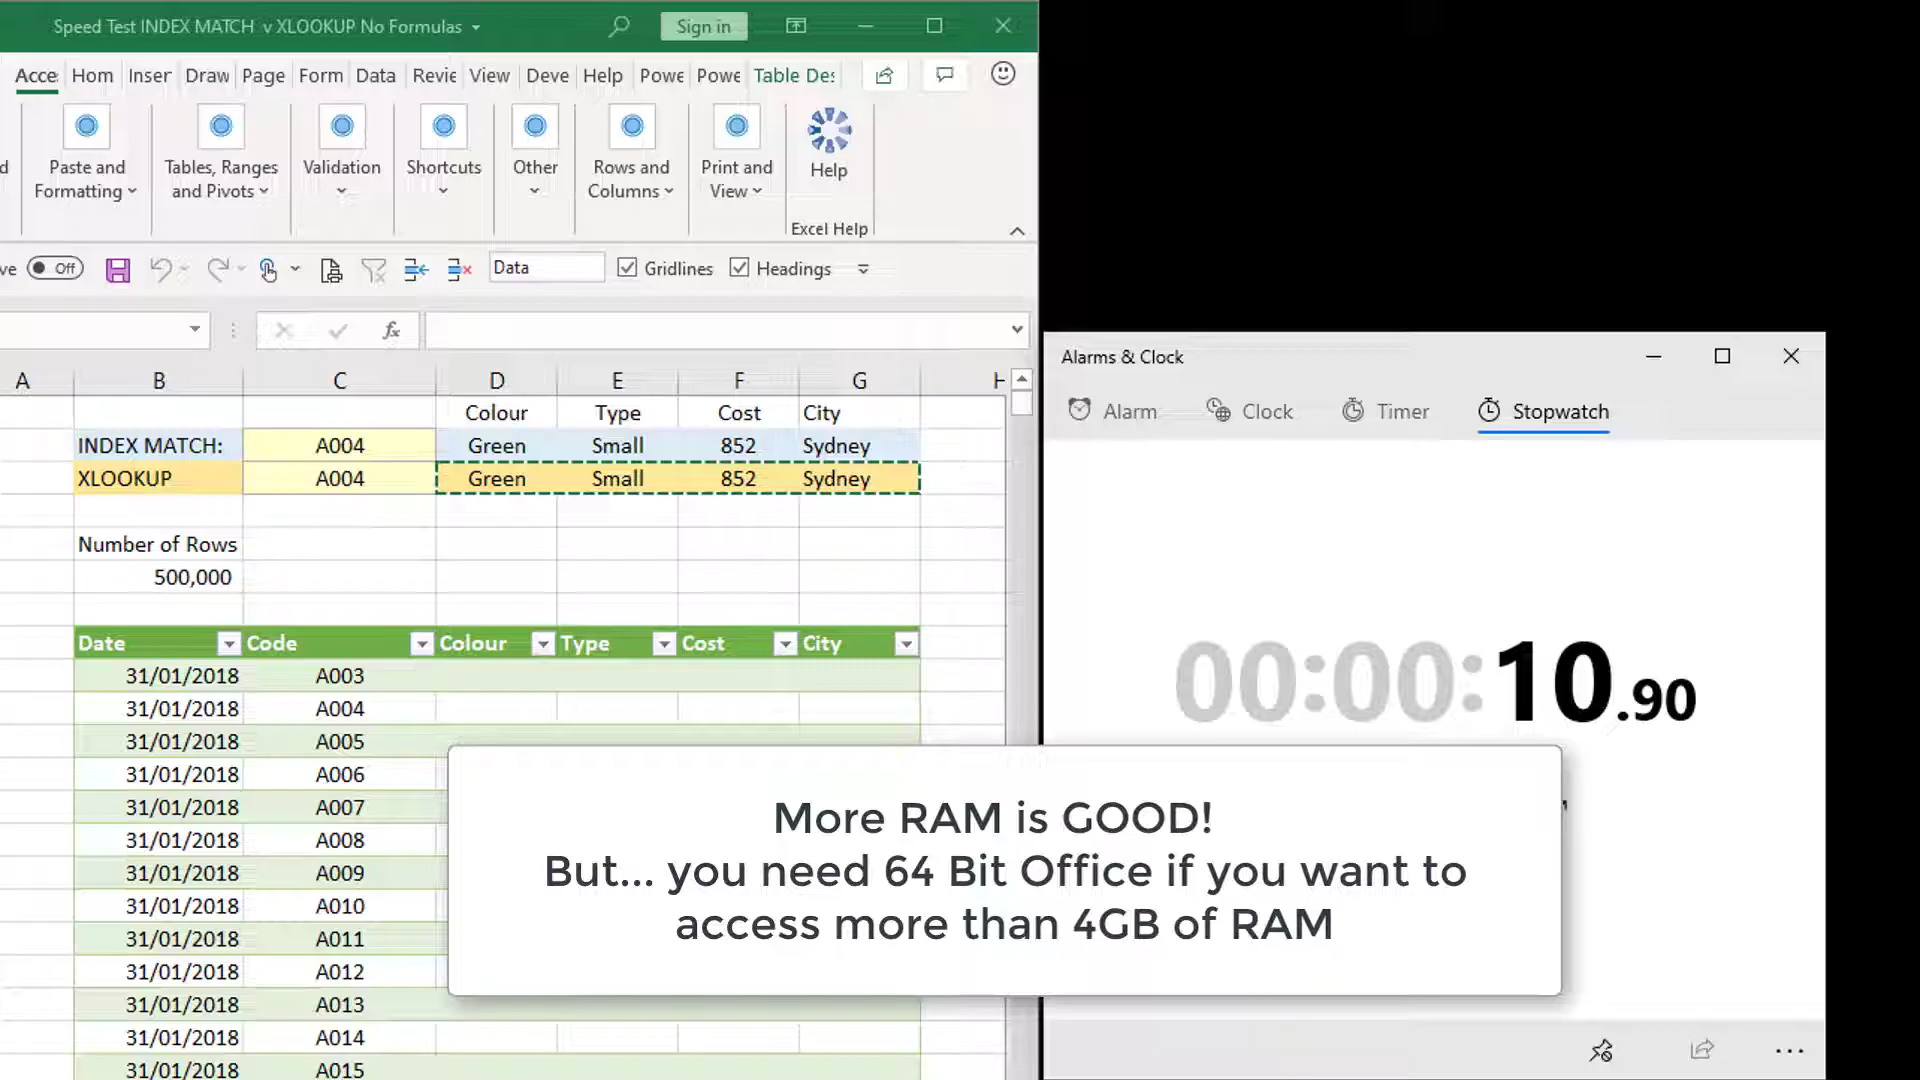 Speed Test INDEX MATCH v XLOOKUP No Formulas
Sign in
Acce Hom Inser Draw Page Form Data Revie View Deve Help Powe Powe Table Des
d
Paste and Formatting
Tables, Ranges and Pivots
Validation
Shortcuts
Other
Rows and Columns
Print and View
Help
Excel Help
ve Off Data Gridlines Headings
fx
A B C D E F G H
Colour Type Cost City
INDEX MATCH: A004 Green Small 852 Sydney
XLOOKUP A004 Green Small 852 Sydney
Number of Rows
500,000
Date Code Colour Type Cost City
31/01/2018 A003
31/01/2018 A004
31/01/2018 A005
31/01/2018 A006
31/01/2018 A007
31/01/2018 A008
31/01/2018 A009
31/01/2018 A010
31/01/2018 A011
31/01/2018 A012
31/01/2018 A013
31/01/2018 A014
31/01/2018 A015
Alarms & Clock
Alarm Clock Timer Stopwatch
00:00:10.90
More RAM is GOOD!
But... you need 64 Bit Office if you want to
access more than 4GB of RAM